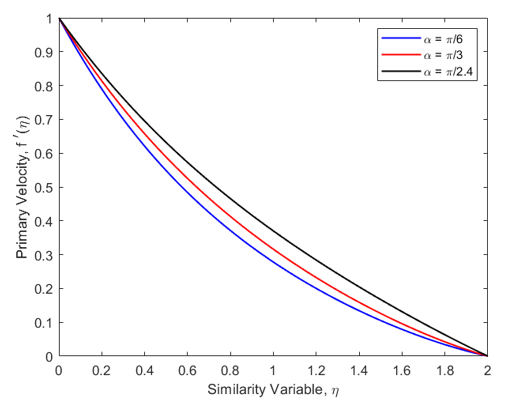 1
0.9
0.8
0.7
0.6
0.5
0.4
0.3
0.2
0.1
0
Primary Velocity, f ′(η)
α = π/6
α = π/3
α = π/2.4
0 0.2 0.4 0.6 0.8 1 1.2 1.4 1.6 1.8 2
Similarity Variable, η